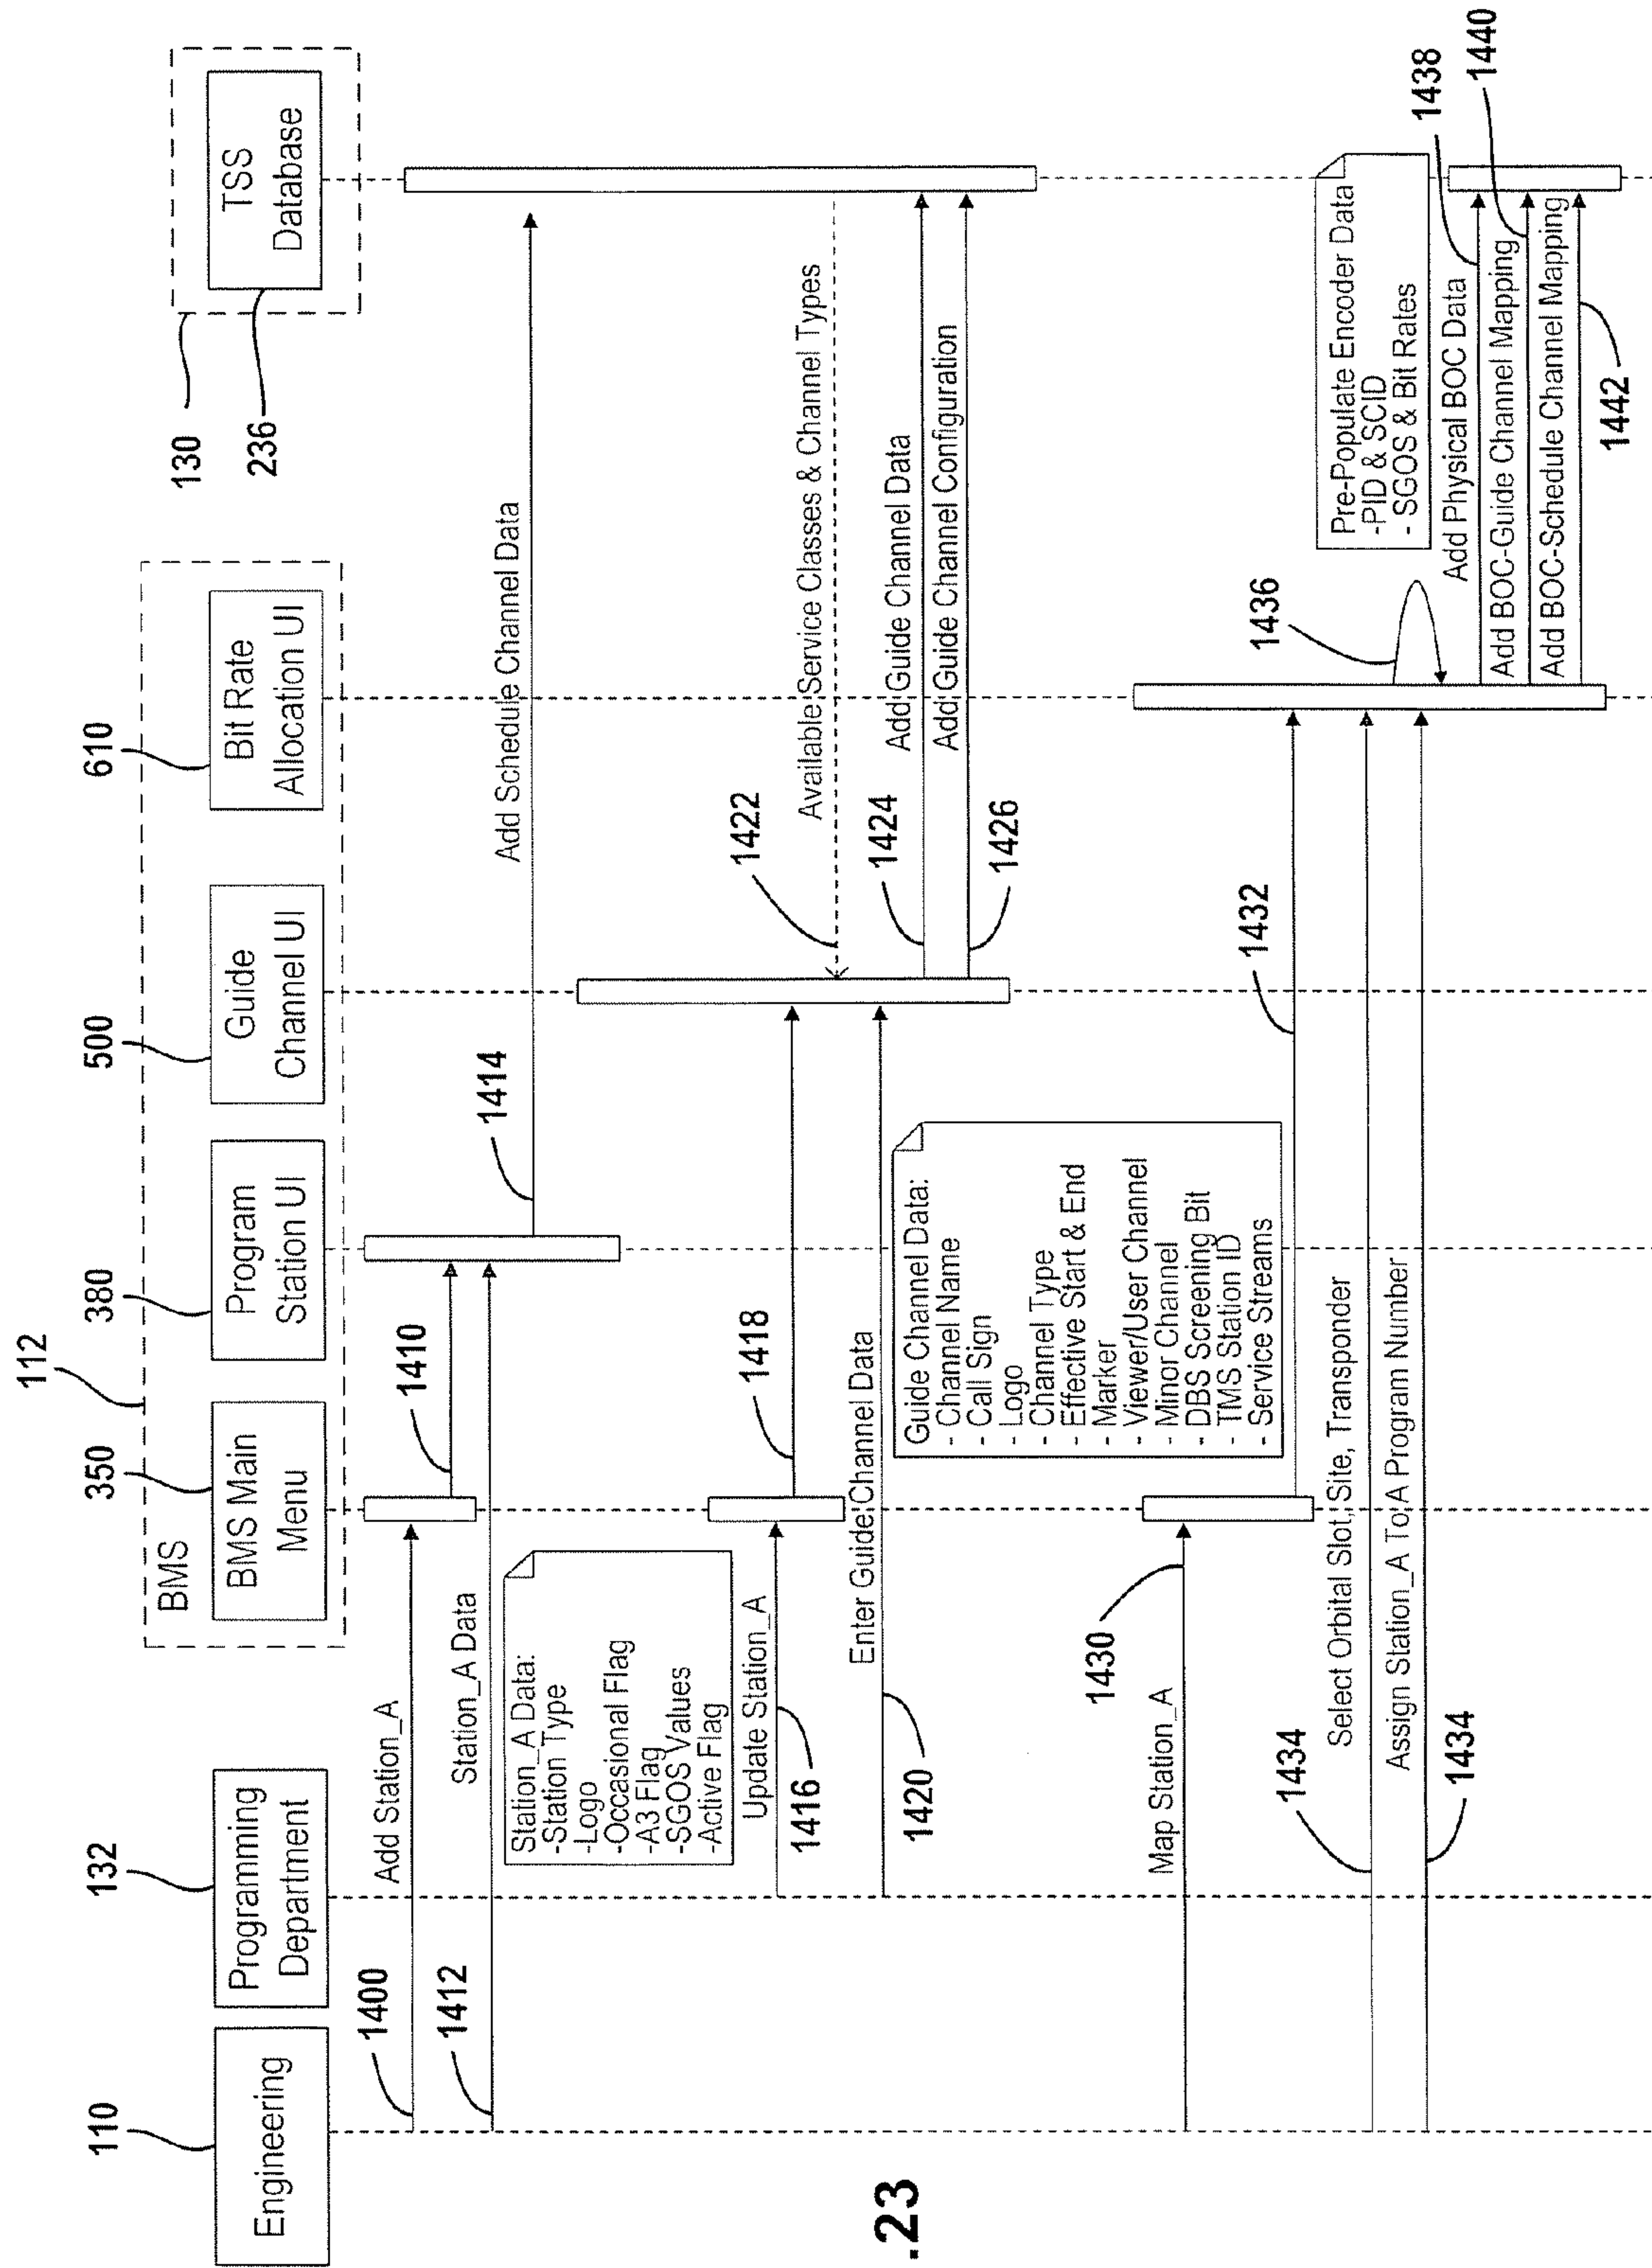 110
Engineering
132
Programming
Department
112
BMS
350
BMS Main
Menu
380
Program
Station UI
500
Guide
Channel UI
610
Bit Rate
Allocation UI
130
236
TSS
Database
1400
Add Station_A
1410
1412
Station_A Data
1414
Add Schedule Channel Data
Station_A Data:
-Station Type
-Logo
-Occasional Flag
-A3 Flag
-SGOS Values
-Active Flag
Update Station_A
1416
1418
1420
Enter Guide Channel Data
1422
Available Service Classes & Channel Types
1424
Add Guide Channel Data
1426
Add Guide Channel Configuration
Guide Channel Data:
- Channel Name
- Call Sign
- Logo
- Channel Type
- Effective Start & End
- Marker
- Viewer/User Channel
- Minor Channel
- DBS Screening Bit
- TMS Station ID
- Service Streams
Map Station_A
1430
1432
1434
Select Orbital Slot, Site, Transponder
Assign Station_A To A Program Number
1434
1436
Pre-Populate Encoder Data
-PID & SCID
- SGOS & Bit Rates
Add Physical BOC Data
1438
Add BOC-Guide Channel Mapping
1440
Add BOC-Schedule Channel Mapping
1442
.23